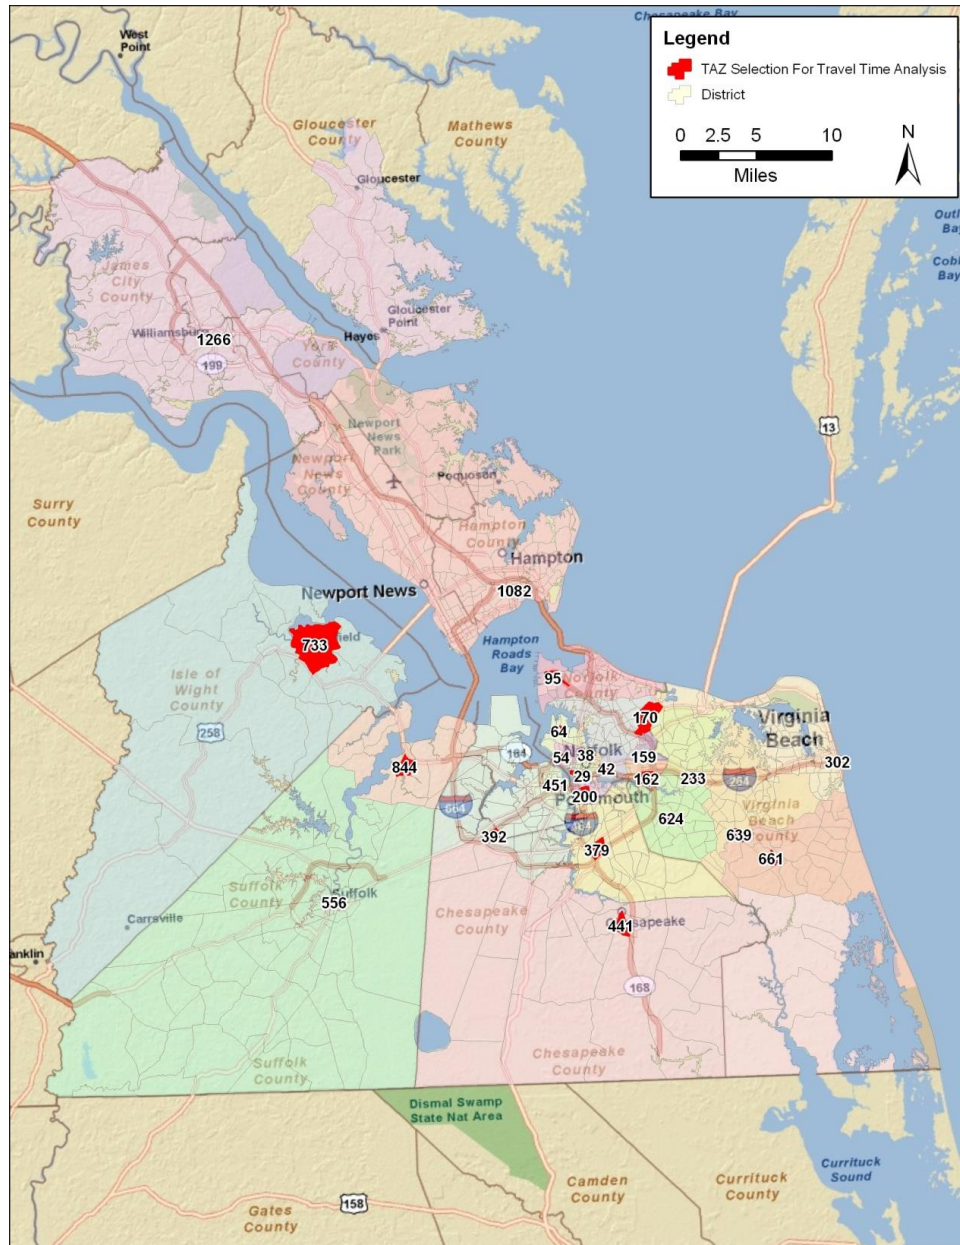 Chesapeake Bay
West
Point
Legend
TAZ Selection For Travel Time Analysis
District
0 2.5 5 10
Miles
N
Gloucester
County
Mathews
County
Gloucester
James
City
County
Gloucester
Point
Williamsburg
1266
Hayes
York
County
199
13
Newport
News
Park
Newport
News
County
Poquoson
Surry
County
Hampton
County
Hampton
Newport News
1082
Hampton
Roads
Bay
733
field
Isle of
Wight
County
258
95
Norfolk
County
170
Virginia
Beach
64
Norfolk
164
54
38
159
302
844
42
29
162
233
264
451
200
Portsmouth
664
624
Virginia
Beach
County
392
639
379
661
Suffolk
County
Suffolk
556
Carrsville
Chesapeake
County
441
Chesapeake
anklin
168
Suffolk
County
Chesapeake
County
Dismal Swamp
State Nat Area
Currituck
Sound
Camden
County
Currituck
County
158
Gates
County